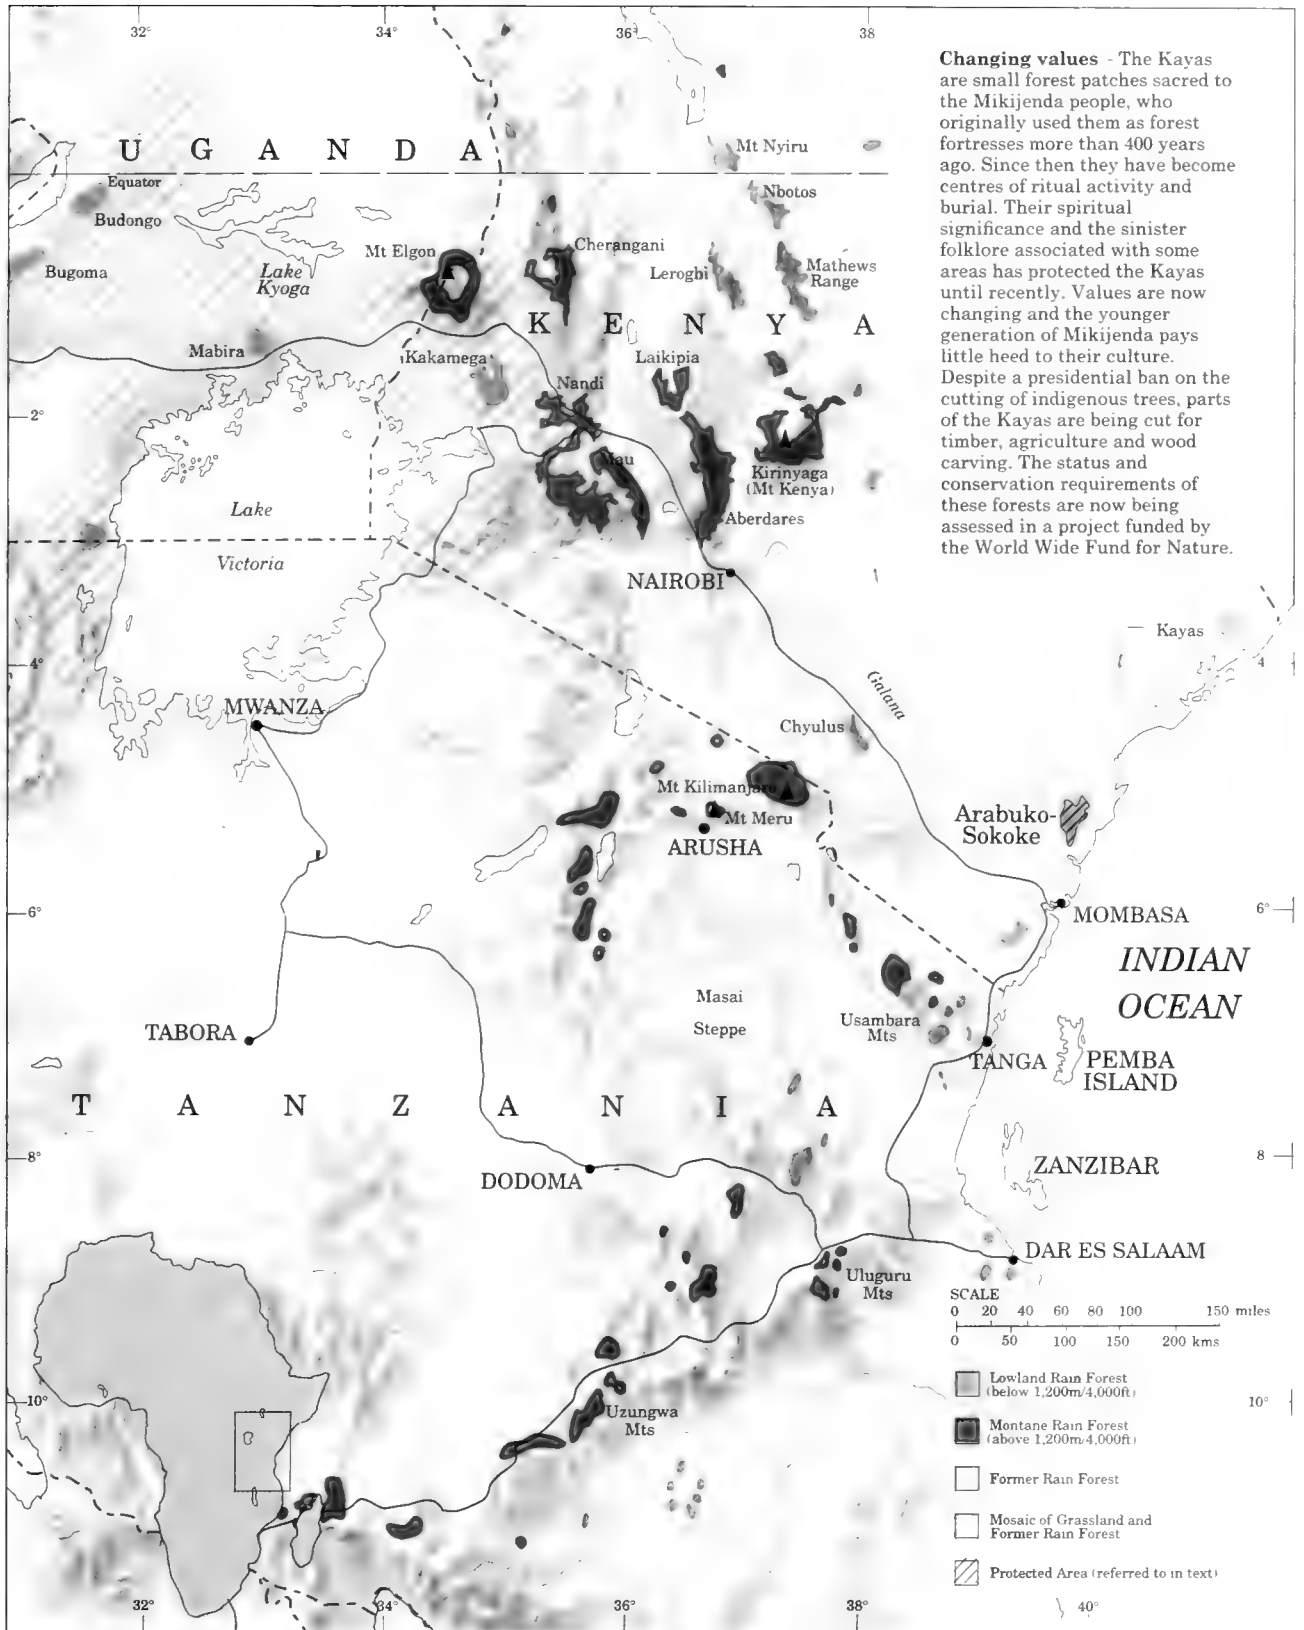 32°
34°
36°
38
Changing values - The Kayas
are small forest patches sacred to
the Mikijenda people, who
originally used them as forest
fortresses more than 400 years
ago. Since then they have become
centres of ritual activity and
burial. Their spiritual
significance and the sinister
folklore associated with some
areas has protected the Kayas
until recently. Values are now
changing and the younger
generation of Mikijenda pays
little heed to their culture.
Despite a presidential ban on the
cutting of indigenous trees, parts
of the Kayas are being cut for
timber, agriculture and wood
carving. The status and
conservation requirements of
these forests are now being
assessed in a project funded by
the World Wide Fund for Nature.
UGANDA
Mt Nyiru
Equator
Nbotos
Budongo
Mt Elgon
Cherangani
Bugoma
Lake
Kyoga
Leroghi
Mathews
Range
KENYA
Mabira
Kakamega
Laikipia
Nandi
2°
Mau
Kirinyaga
(Mt Kenya)
Lake
Victoria
Aberdares
NAIROBI
Kayas
4°
4
Galana
MWANZA
Chyulus
Mt Kilimanjaro
Mt Meru
ARUSHA
Arabuko-
Sokoke
6°
6°
MOMBASA
INDIAN
OCEAN
Masai
Steppe
Usambara
Mts
TABORA
TANGA
PEMBA
ISLAND
TANZANIA
8°
8
ZANZIBAR
DODOMA
DAR ES SALAAM
Uluguru
Mts
SCALE
0 20 40 60 80 100 150 miles
0 50 100 150 200 kms
Lowland Rain Forest
(below 1,200m/4,000ft)
10°
10°
Uzungwa
Mts
Montane Rain Forest
(above 1,200m/4,000ft)
Former Rain Forest
Mosaic of Grassland and
Former Rain Forest
Protected Area (referred to in text)
32°
34°
36°
38°
40°